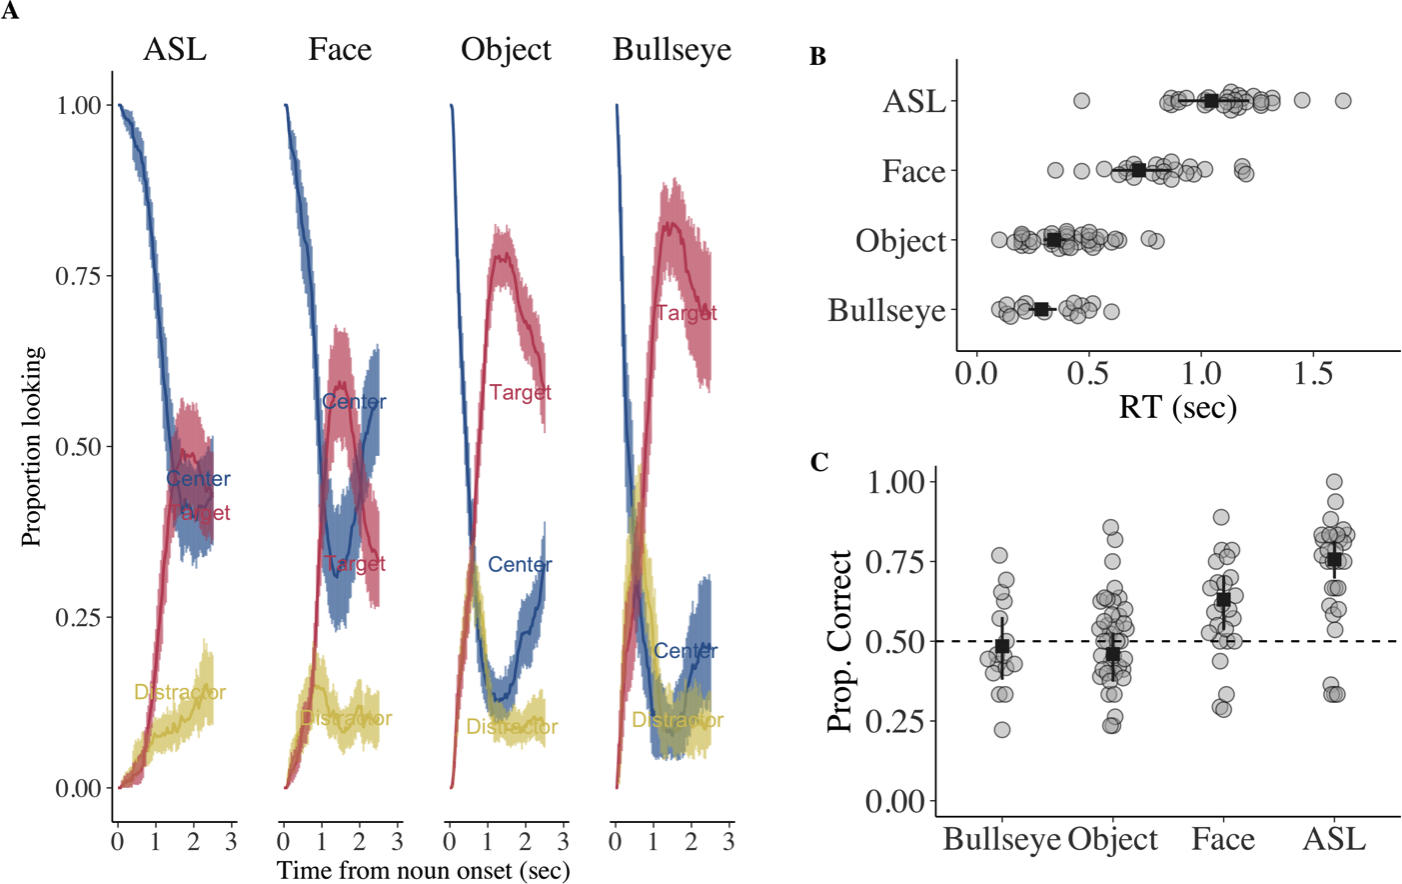 A
ASL Face Object Bullseye
Proportion looking
1.00
0.75
0.50
0.25
0.00
Center
Target
Distractor
Center
Target
Distractor
Target
Center
Distractor
Target
Center
Distractor
0 1 2 3 0 1 2 3 0 1 2 3 0 1 2 3
Time from noun onset (sec)
B
ASL
Face
Object
Bullseye
0.0 0.5 1.0 1.5
RT (sec)
C
Prop. Correct
1.00
0.75
0.50
0.25
0.00
Bullseye Object Face ASL